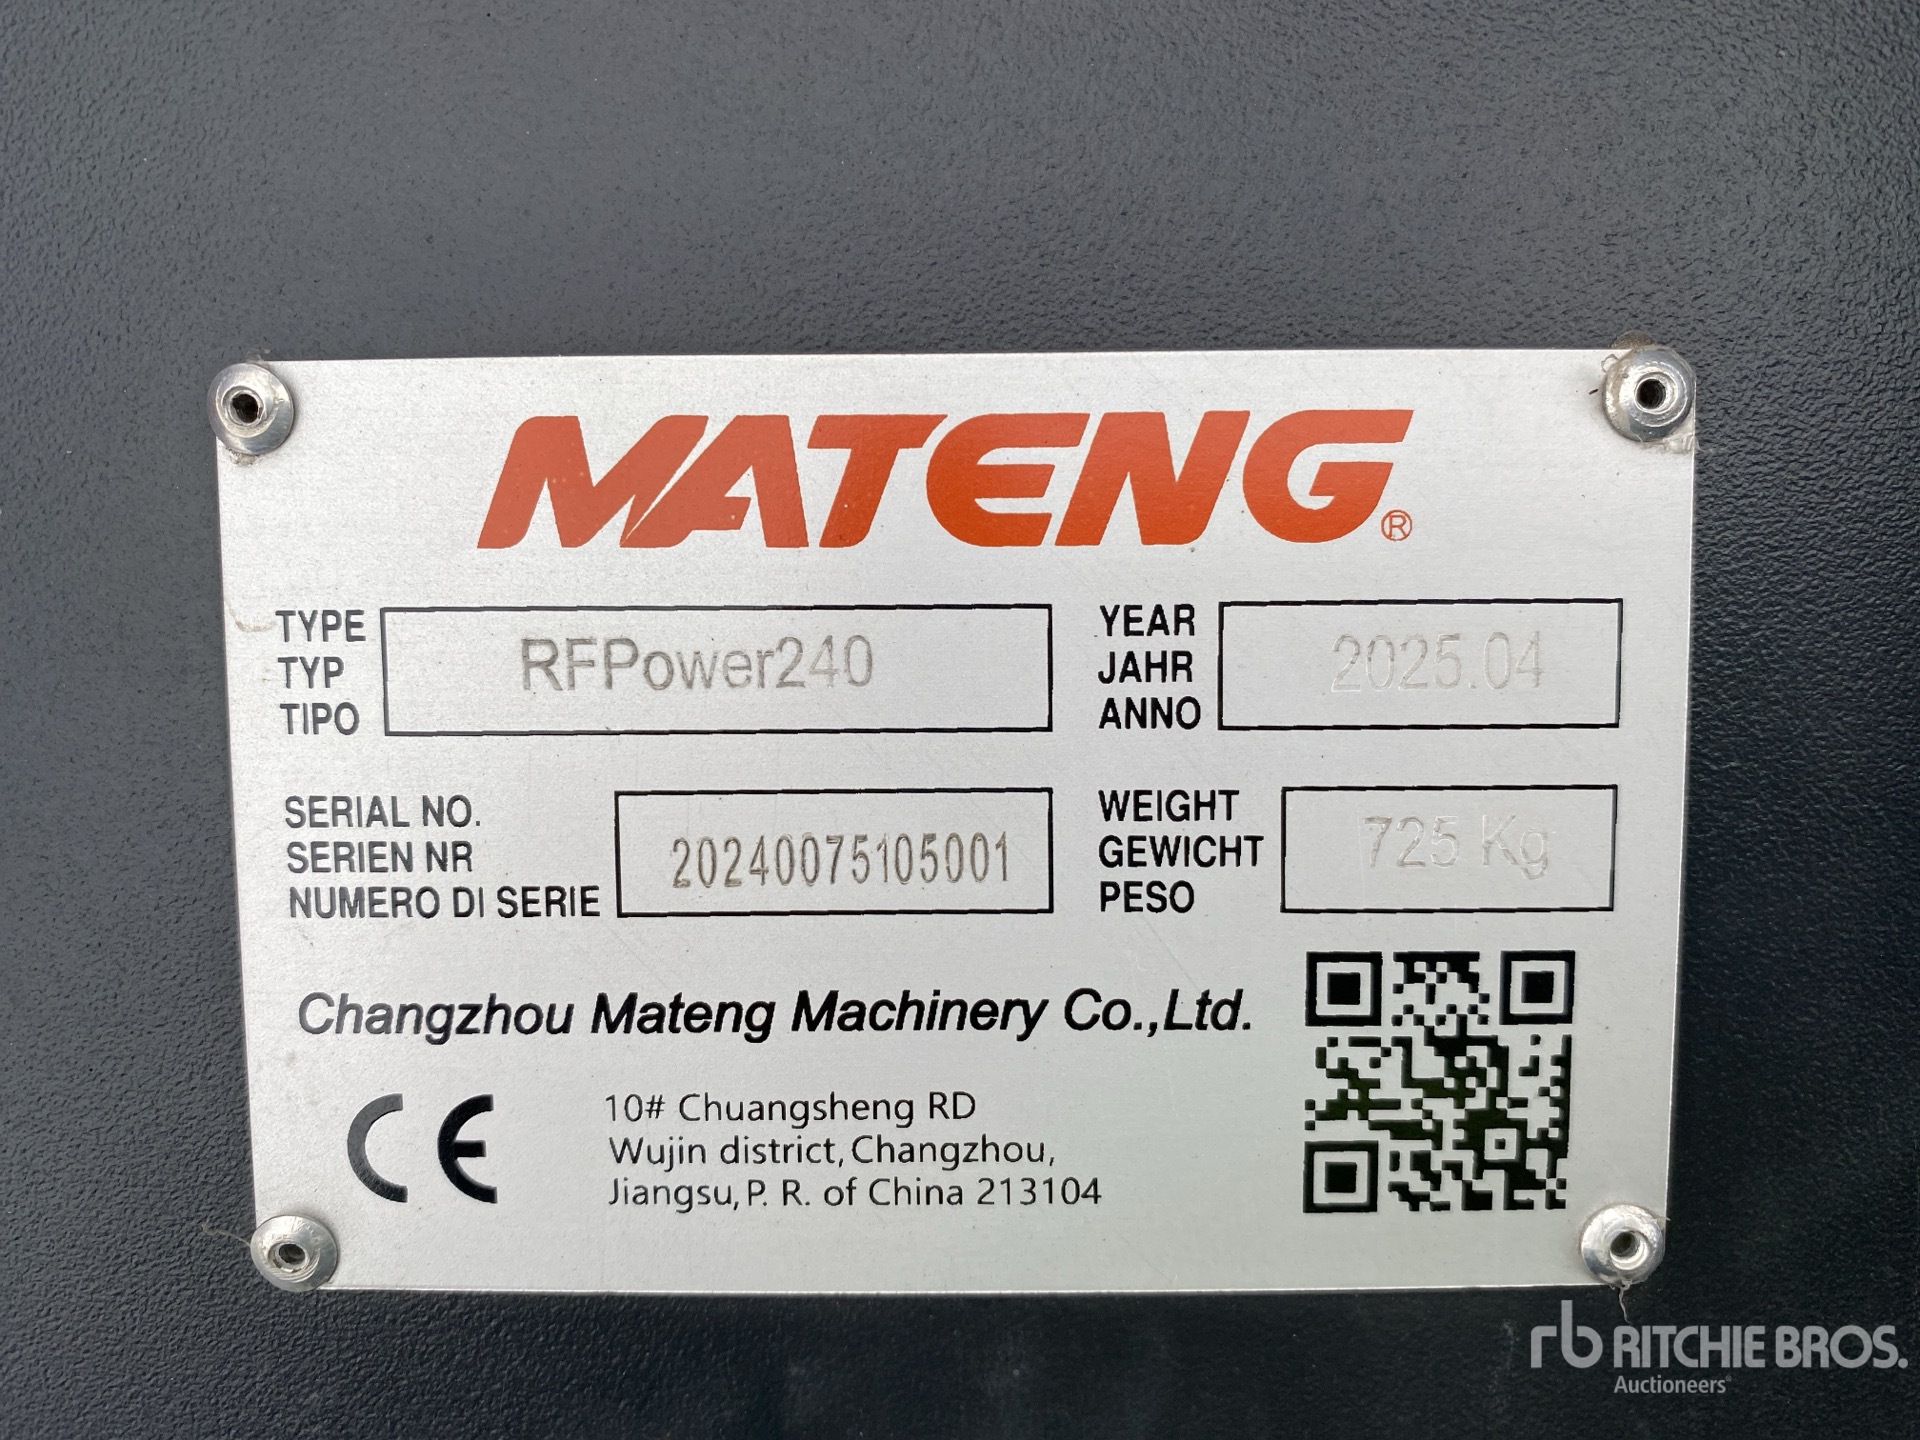 MATENG®
TYPE
TYP
TIPO
RFPower240
YEAR
JAHR
ANNO
2025.04
SERIAL NO.
SERIEN NR
NUMERO DI SERIE
20240075105001
WEIGHT
GEWICHT
PESO
725 Kg
Changzhou Mateng Machinery Co.,Ltd.
CE
10# Chuangsheng RD
Wujin district, Changzhou,
Jiangsu, P. R. of China 213104
rb RITCHIE BROS.
Auctioneers